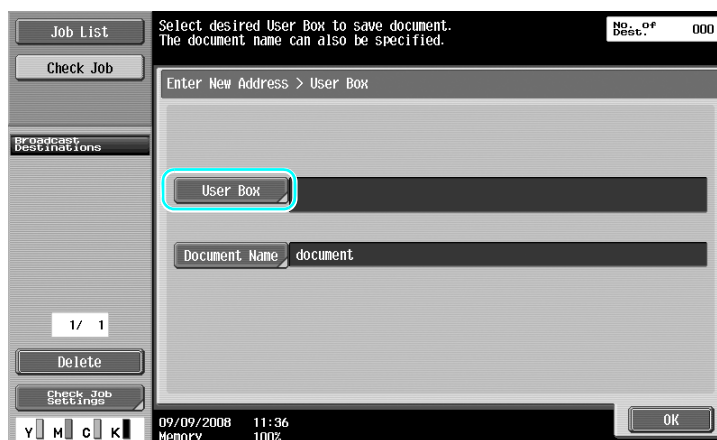 Job List
Check Job
Broadcast
Destinations
1/ 1
Delete
Check Job
Settings
Y M C K
Select desired User Box to save document.
The document name can also be specified.
No. of
Dest. 000
Enter New Address > User Box
User Box
Document Name document
09/09/2008 11:36
Memory 100%
OK